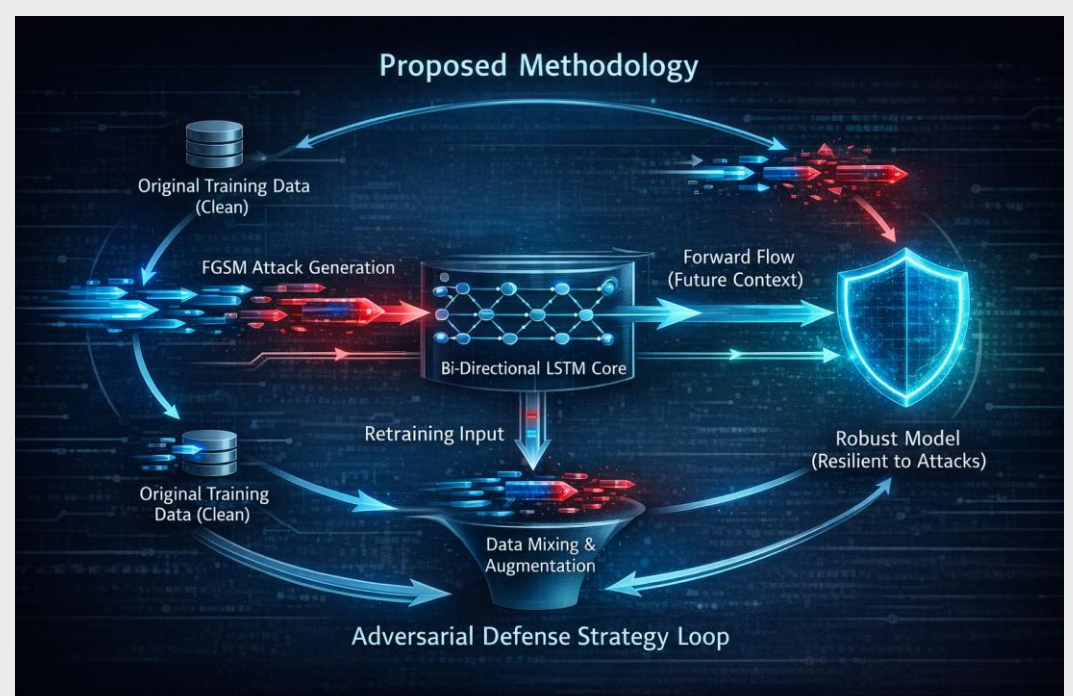 Proposed Methodology
Original Training Data
(Clean)
FGSM Attack Generation
Forward Flow
(Future Context)
Bi-Directional LSTM Core
Retraining Input
Robust Model
(Resilient to Attacks)
Original Training
Data (Clean)
Data Mixing &
Augmentation
Adversarial Defense Strategy Loop